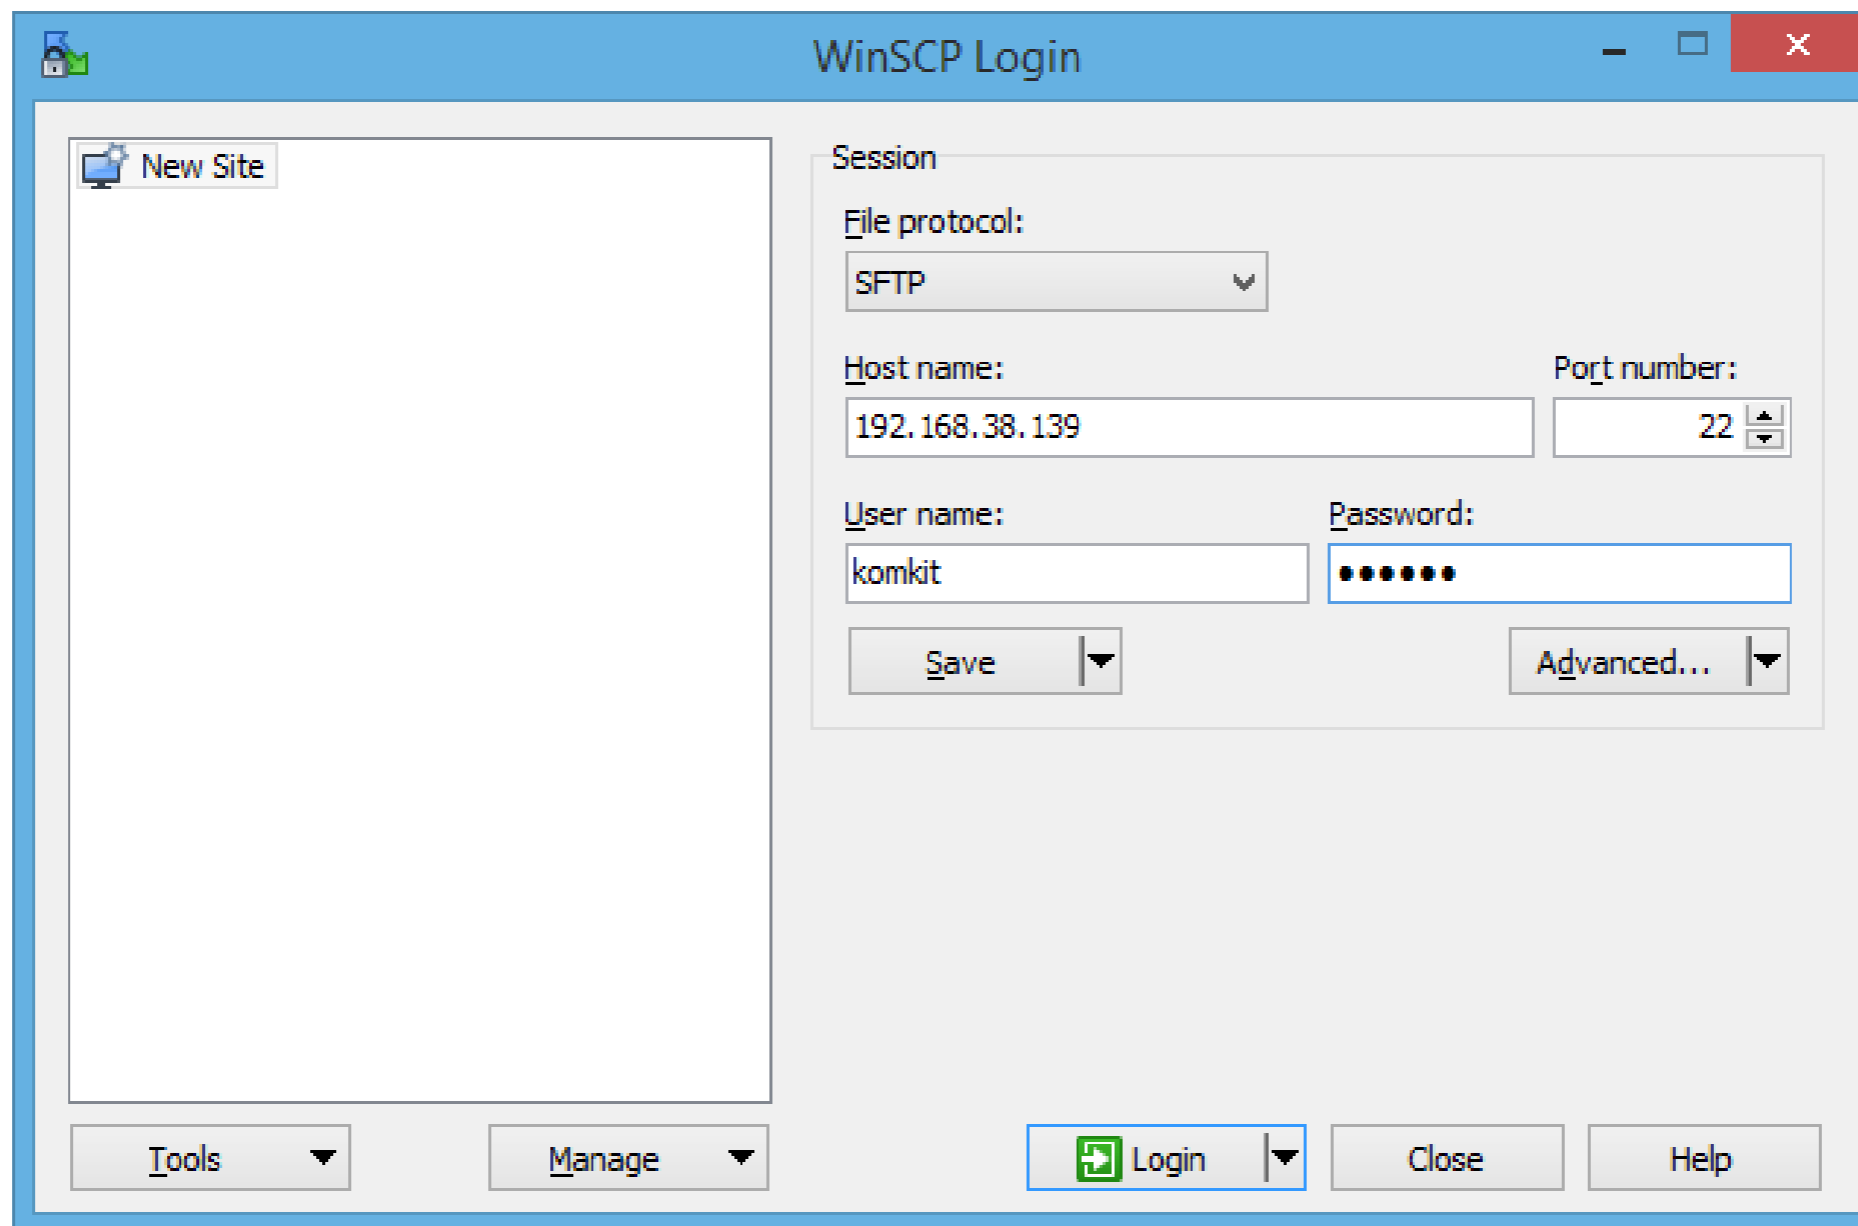 WinSCP Login
New Site
Session
File protocol:
SFTP
Host name:
Port number:
192.168.38.139
22
User name:
Password:
komkit
••••••
Save
Advanced...
Tools
Manage
Login
Close
Help